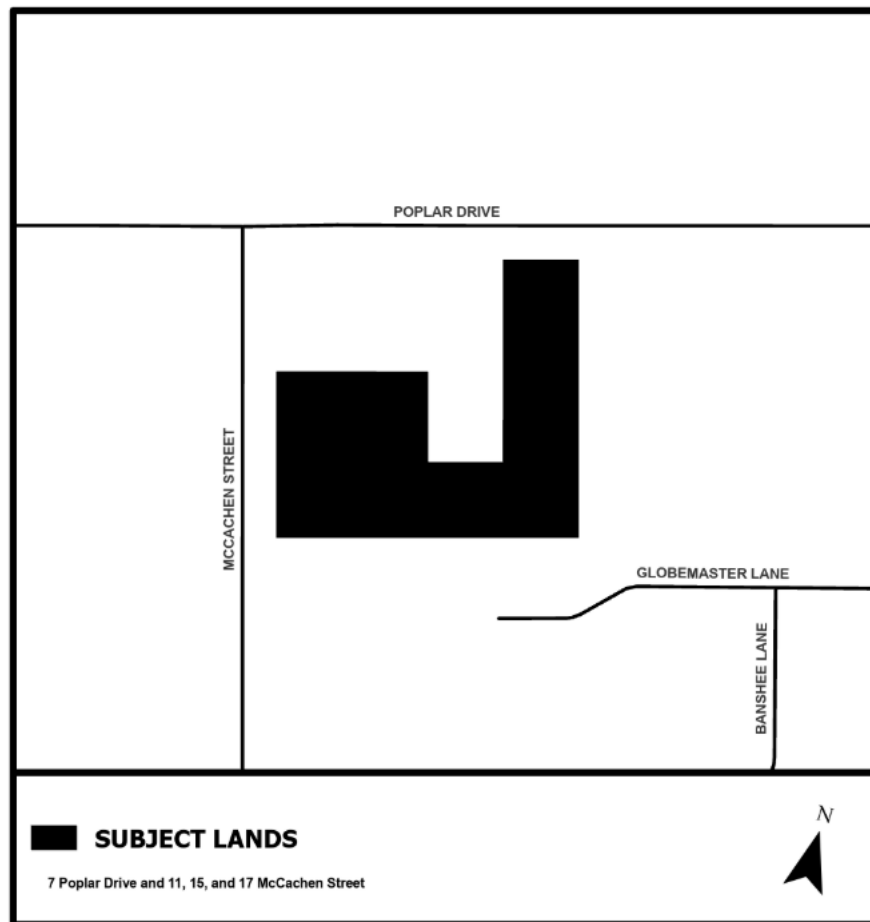 POPLAR DRIVE
MCCACHEN STREET
GLOBEMASTER LANE
BANSHEE LANE
SUBJECT LANDS
N
7 Poplar Drive and 11, 15, and 17 McCachen Street